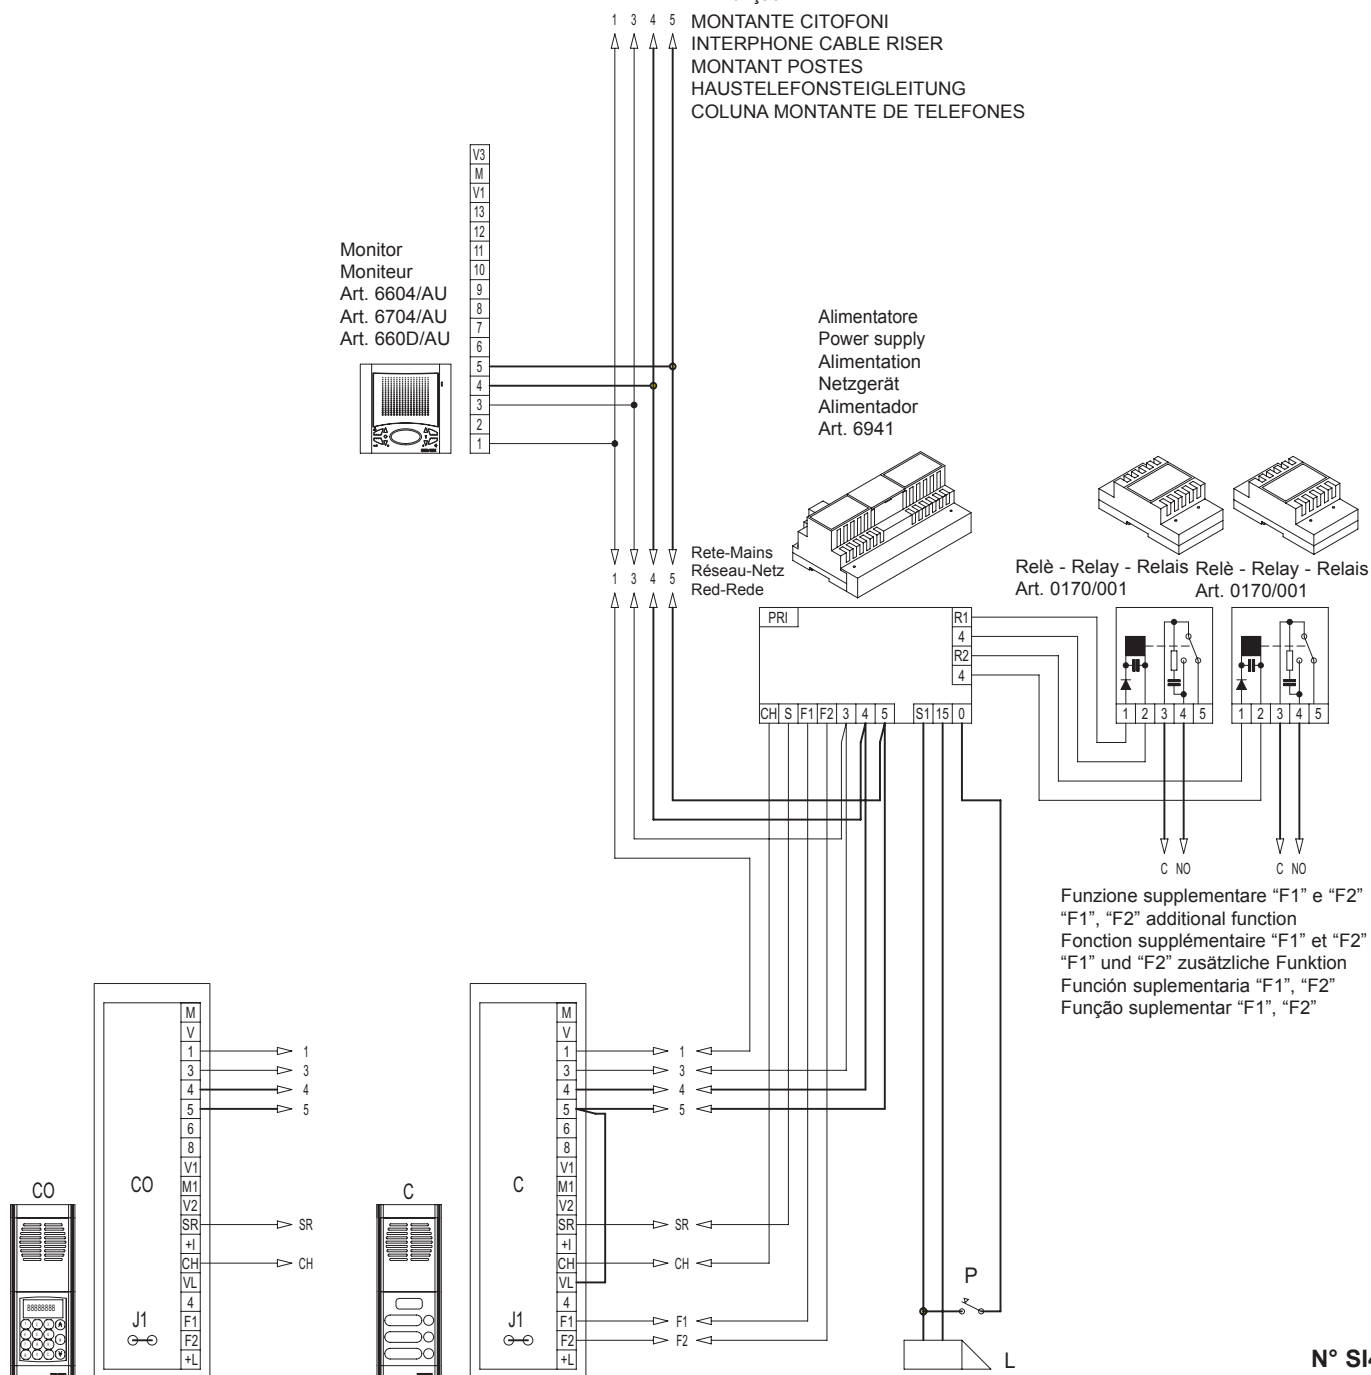 1 3 4 5 MONTANTE CITOFONI
INTERPHONE CABLE RISER
MONTANT POSTES
HAUSTELEFONSTEIGLEITUNG
COLUNA MONTANTE DE TELEFONES
V3
M
V1
13
12
11
10
9
8
7
6
5
4
3
2
1
Monitor
Moniteur
Art. 6604/AU
Art. 6704/AU
Art. 660D/AU
Alimentatore
Power supply
Alimentation
Netzgerät
Alimentador
Art. 6941
Rete-Mains
Réseau-Netz
Red-Rede
1 3 4 5
Relè - Relay - Relais
Art. 0170/001
Relè - Relay - Relais
Art. 0170/001
PRI
R1
4
R2
4
CH S F1 F2 3 4 5 S1 15 0
1 2 3 4 5
1 2 3 4 5
C NO
C NO
Funzione supplementare “F1” e “F2”
“F1”, “F2” additional function
Fonction supplémentaire “F1” et “F2”
“F1” und “F2” zusätzliche Funktion
Función suplementaria “F1”, “F2”
Função suplementar “F1”, “F2”
CO
88888888
CO
J1
M
V
1 1
3 3
4 4
5 5
6
8
V1
M1
V2
SR SR
+I
CH CH
VL
4
F1
F2
+L
C
C
J1
M
V
1 1
3 3
4 4
5 5
6
8
V1
M1
V2
SR SR
+I
CH CH
VL
4
F1 F1
F2 F2
+L
P
L
N° SI4